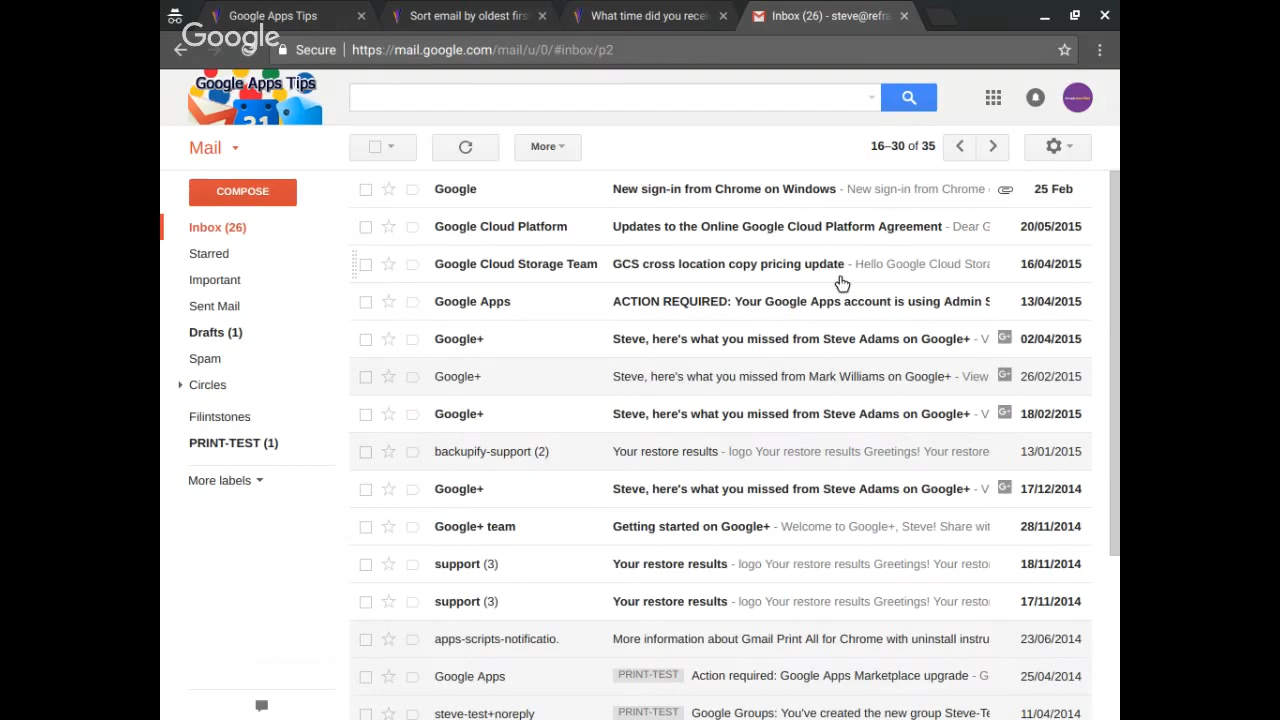 Google Apps Tips
Sort email by oldest firs
What time did you recei
Inbox (26) - steve@refra
Google
Secure
https://mail.google.com/mail/u/0/#inbox/p2
Google Apps Tips
31
Mail
More
16–30 of 35
COMPOSE
Inbox (26)
Starred
Important
Sent Mail
Drafts (1)
Spam
Circles
Filintstones
PRINT-TEST (1)
More labels
Google New sign-in from Chrome on Windows - New sign-in from Chrome 25 Feb
Google Cloud Platform Updates to the Online Google Cloud Platform Agreement - Dear G 20/05/2015
Google Cloud Storage Team GCS cross location copy pricing update - Hello Google Cloud Stora 16/04/2015
Google Apps ACTION REQUIRED: Your Google Apps account is using Admin S 13/04/2015
Google+ Steve, here's what you missed from Steve Adams on Google+ - V G+ 02/04/2015
Google+ Steve, here's what you missed from Mark Williams on Google+ - View G+ 26/02/2015
Google+ Steve, here's what you missed from Steve Adams on Google+ - V G+ 18/02/2015
backupify-support (2) Your restore results - logo Your restore results Greetings! Your restore 13/01/2015
Google+ Steve, here's what you missed from Steve Adams on Google+ - V G+ 17/12/2014
Google+ team Getting started on Google+ - Welcome to Google+, Steve! Share wit 28/11/2014
support (3) Your restore results - logo Your restore results Greetings! Your resto 18/11/2014
support (3) Your restore results - logo Your restore results Greetings! Your resto 17/11/2014
apps-scripts-notificatio. More information about Gmail Print All for Chrome with uninstall instru 23/06/2014
Google Apps PRINT-TEST Action required: Google Apps Marketplace upgrade - G 25/04/2014
steve-test+noreply PRINT-TEST Google Groups: You've created the new group Steve-Te 11/04/2014